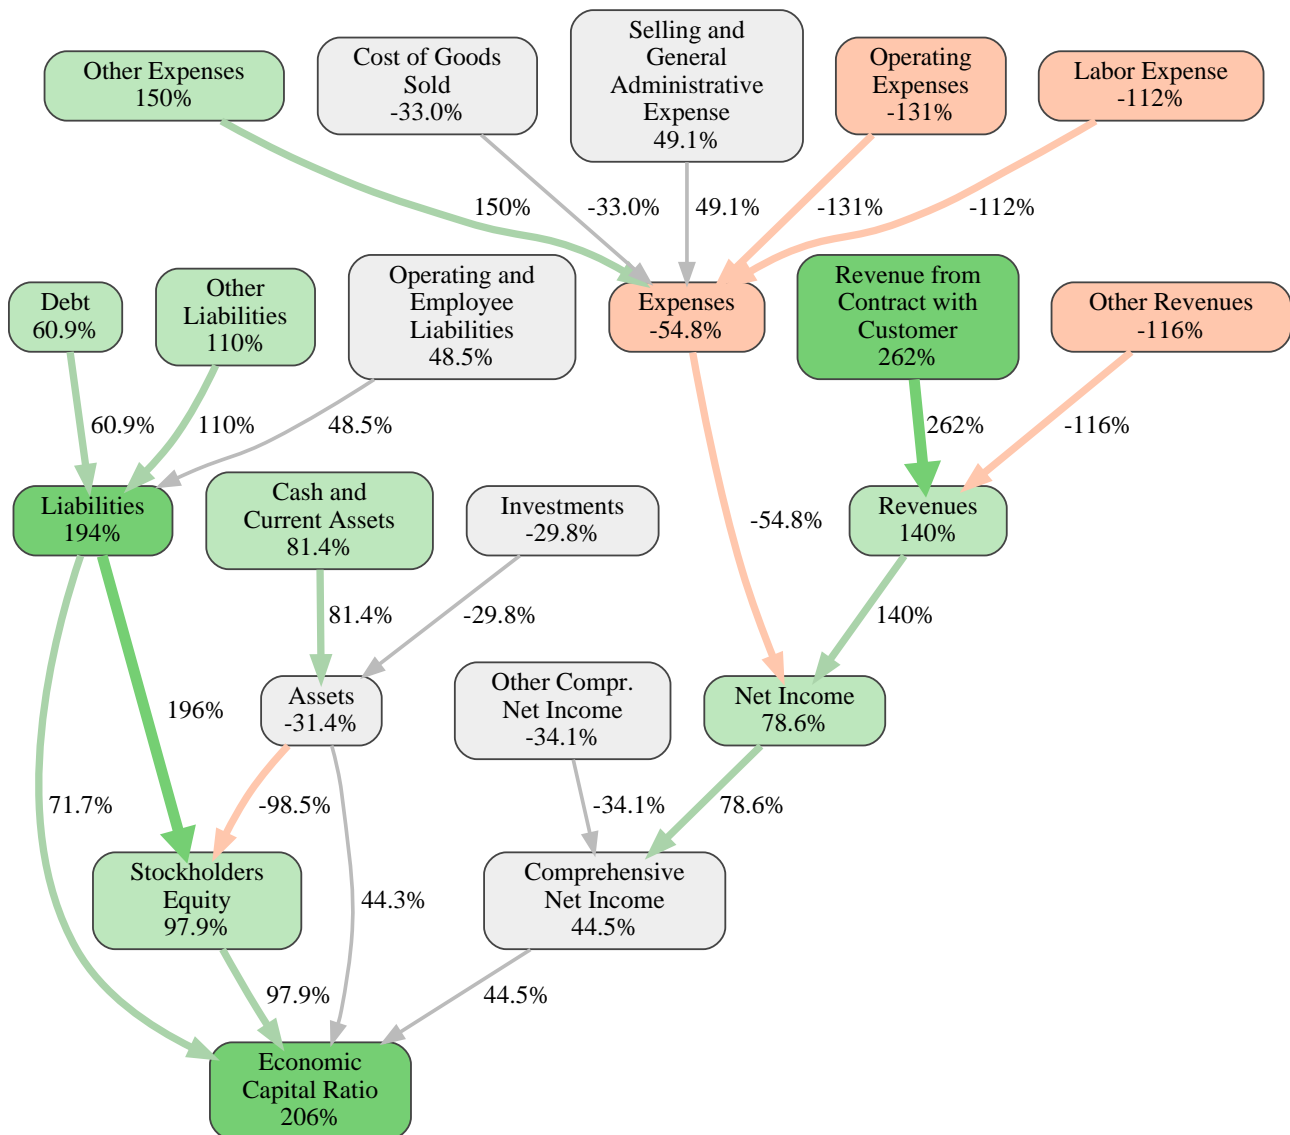 Other Expenses
150%
Cost of Goods
Sold
-33.0%
Selling and
General
Administrative
Expense
49.1%
Operating
Expenses
-131%
Labor Expense
-112%
150%
-33.0%
49.1%
-131%
-112%
Debt
60.9%
Other
Liabilities
110%
Operating and
Employee
Liabilities
48.5%
Expenses
-54.8%
Revenue from
Contract with
Customer
262%
Other Revenues
-116%
60.9%
110%
48.5%
262%
-116%
Liabilities
194%
Cash and
Current Assets
81.4%
Investments
-29.8%
-54.8%
Revenues
140%
81.4%
-29.8%
140%
196%
Assets
-31.4%
Other Compr.
Net Income
-34.1%
Net Income
78.6%
71.7%
-98.5%
-34.1%
78.6%
Stockholders
Equity
97.9%
44.3%
Comprehensive
Net Income
44.5%
97.9%
44.5%
Economic
Capital Ratio
206%